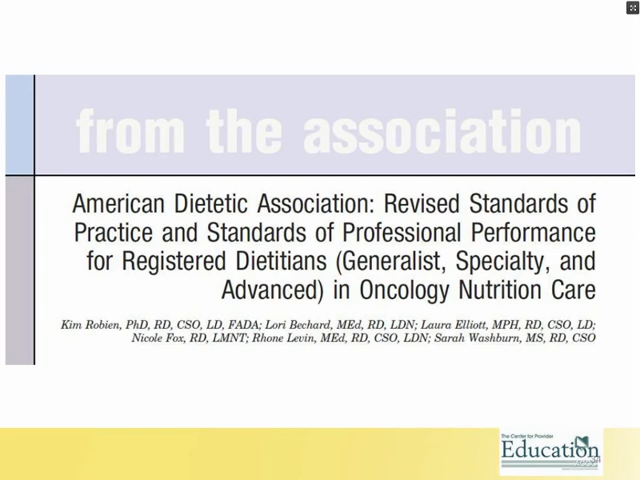 from the association
American Dietetic Association: Revised Standards of
Practice and Standards of Professional Performance
for Registered Dietitians (Generalist, Specialty, and
Advanced) in Oncology Nutrition Care
Kim Robien, PhD, RD, CSO, LD, FADA; Lori Bechard, MEd, RD, LDN; Laura Elliott, MPH, RD, CSO, LD;
Nicole Fox, RD, LMNT; Rhone Levin, MEd, RD, CSO, LDN; Sarah Washburn, MS, RD, CSO
The Center for Provider
Education